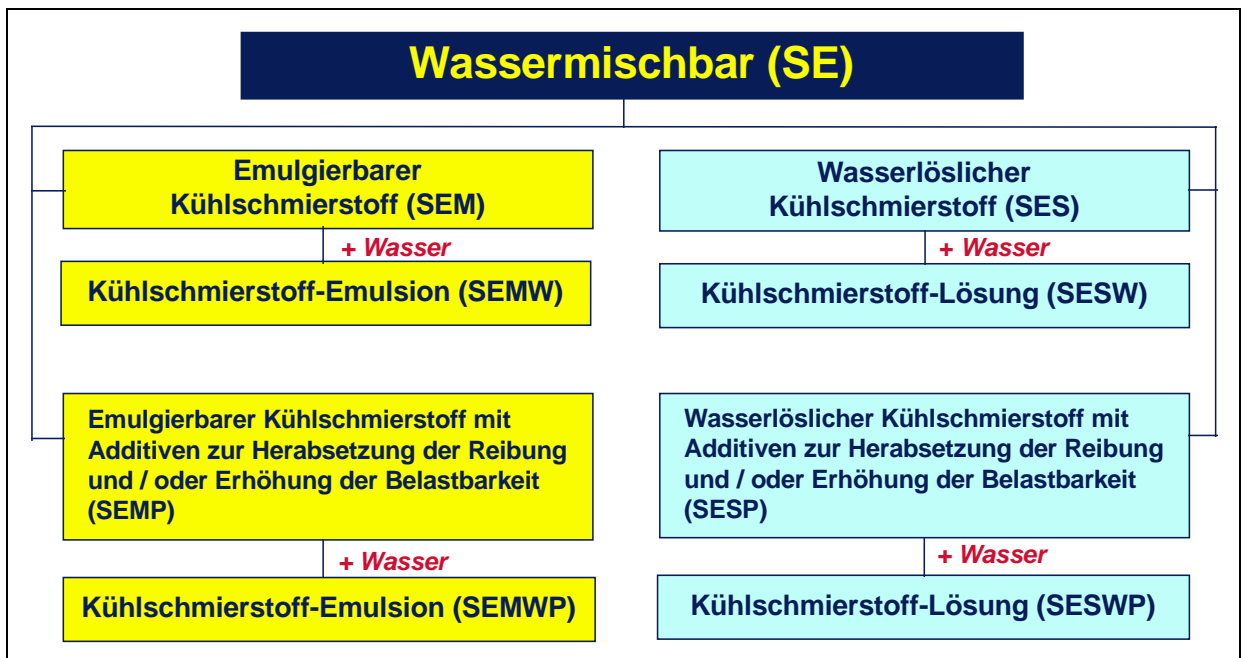 Wassermischbar (SE)
Emulgierbarer
Kühlschmierstoff (SEM)
+ Wasser
Kühlschmierstoff-Emulsion (SEMW)
Wasserlöslicher
Kühlschmierstoff (SES)
+ Wasser
Kühlschmierstoff-Lösung (SESW)
Emulgierbarer Kühlschmierstoff mit
Additiven zur Herabsetzung der Reibung
und / oder Erhöhung der Belastbarkeit
(SEMP)
+ Wasser
Kühlschmierstoff-Emulsion (SEMWP)
Wasserlöslicher Kühlschmierstoff mit
Additiven zur Herabsetzung der Reibung
und / oder Erhöhung der Belastbarkeit
(SESP)
+ Wasser
Kühlschmierstoff-Lösung (SESWP)